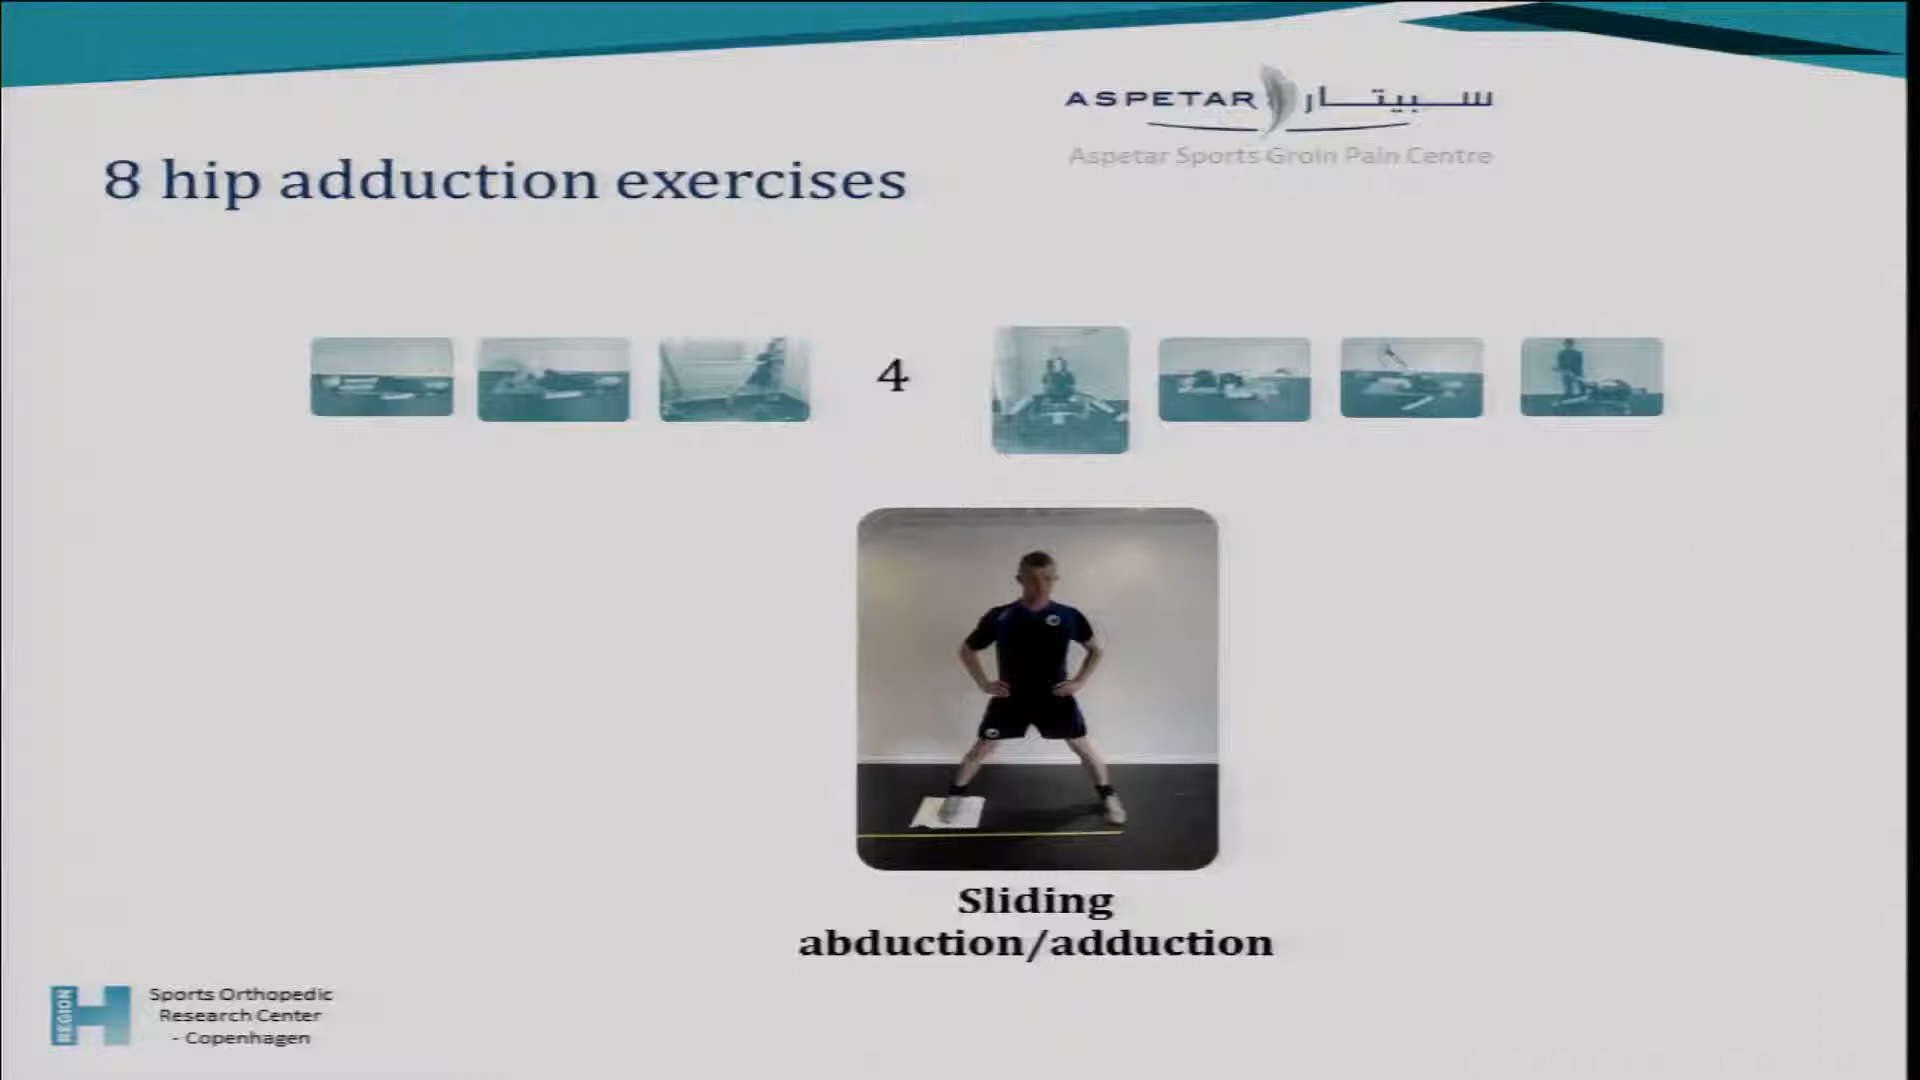 ASPETAR سبيتار
Aspetar Sports Groin Pain Centre
8 hip adduction exercises
4
Sliding
abduction/adduction
REGION H
Sports Orthopedic
Research Center
- Copenhagen